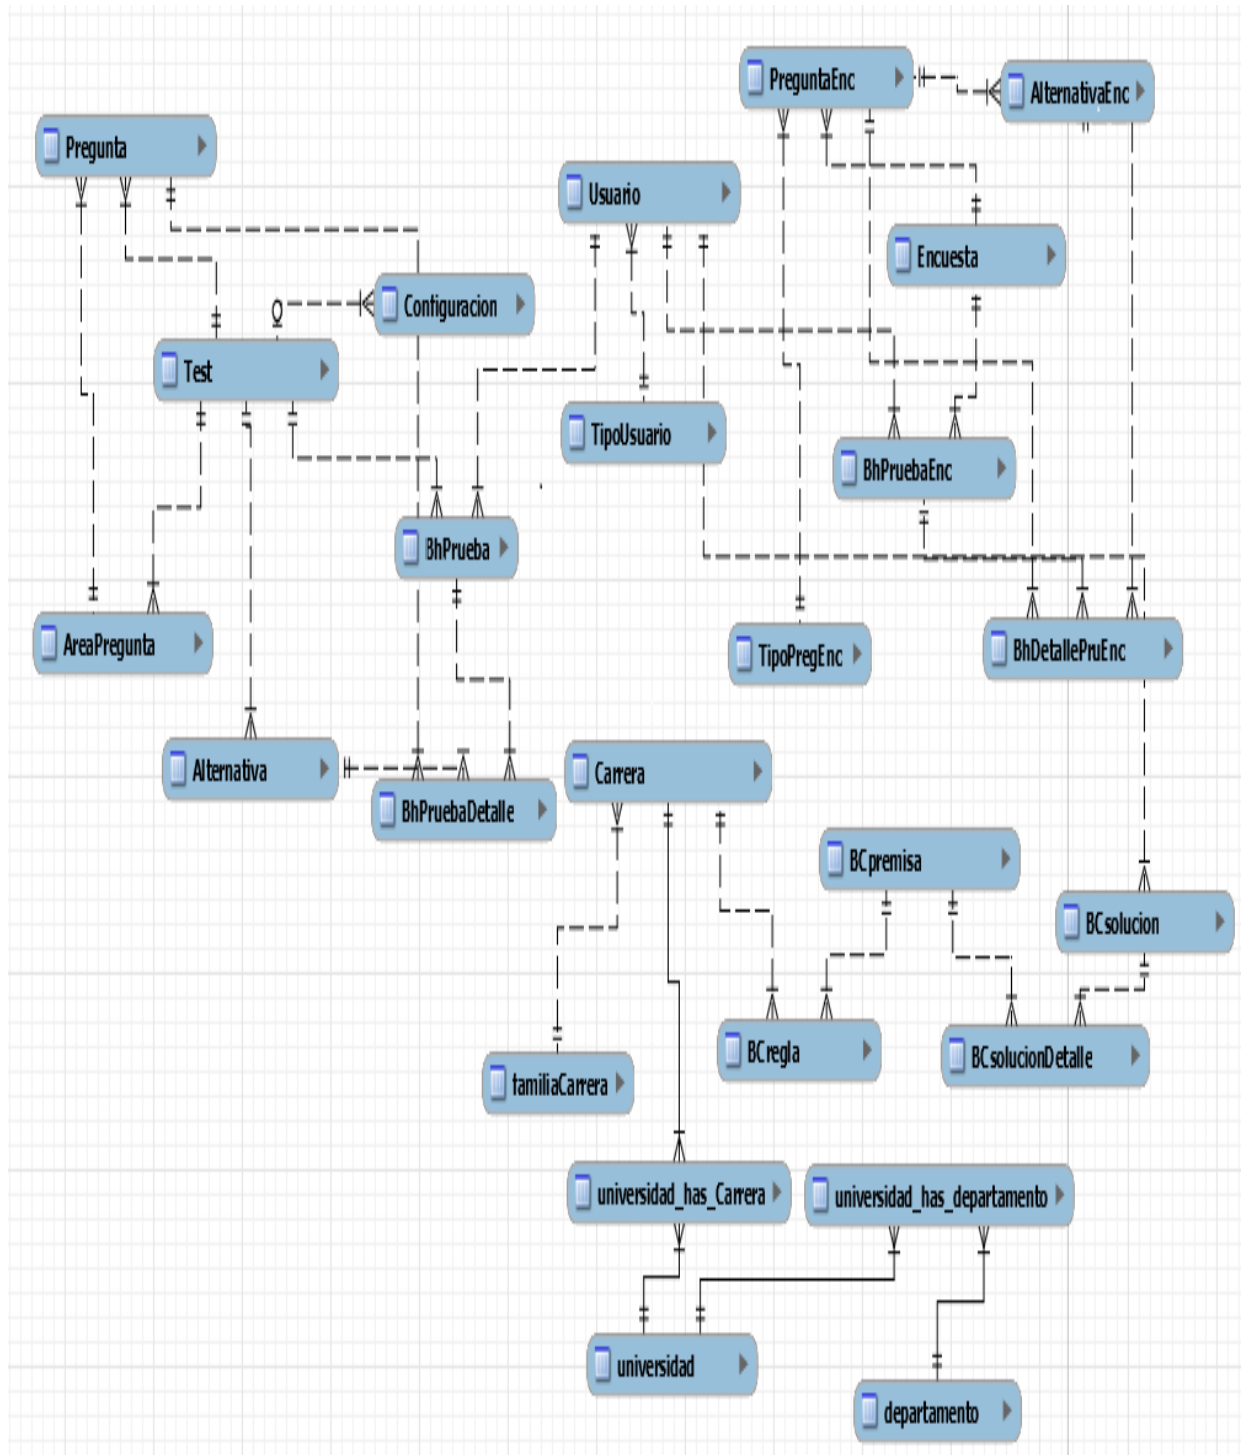 PreguntaEnc
AlternativaEnc
Pregunta
Usuario
Encuesta
Configuracion
Test
TipoUsuario
BhPruebaEnc
BhPrueba
AreaPregunta
TipoPregEnc
BhDetallePruEnc
Alternativa
Carrera
BhPruebaDetalle
BCpremisa
BCsolucion
BCregla
BCsolucionDetalle
familiaCarrera
universidad_has_Carrera
universidad_has_departamento
universidad
departamento